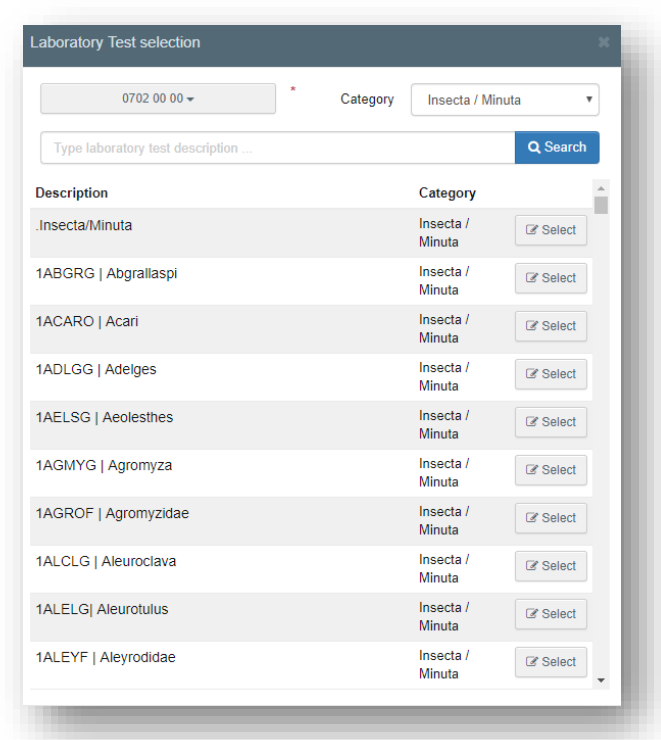 Laboratory Test selection ×
0702 00 00 * Category Insecta / Minuta
Type laboratory test description ... Search
Description Category
.Insecta/Minuta Insecta / Select
Minuta
1ABGRG | Abgrallaspi Insecta / Select
Minuta
1ACARO | Acari Insecta / Select
Minuta
1ADLGG | Adelges Insecta / Select
Minuta
1AELSG | Aeolesthes Insecta / Select
Minuta
1AGMYG | Agromyza Insecta / Select
Minuta
1AGROF | Agromyzidae Insecta / Select
Minuta
1ALCLG | Aleuroclava Insecta / Select
Minuta
1ALELG| Aleurotulus Insecta / Select
Minuta
1ALEYF | Aleyrodidae Insecta / Select
Minuta